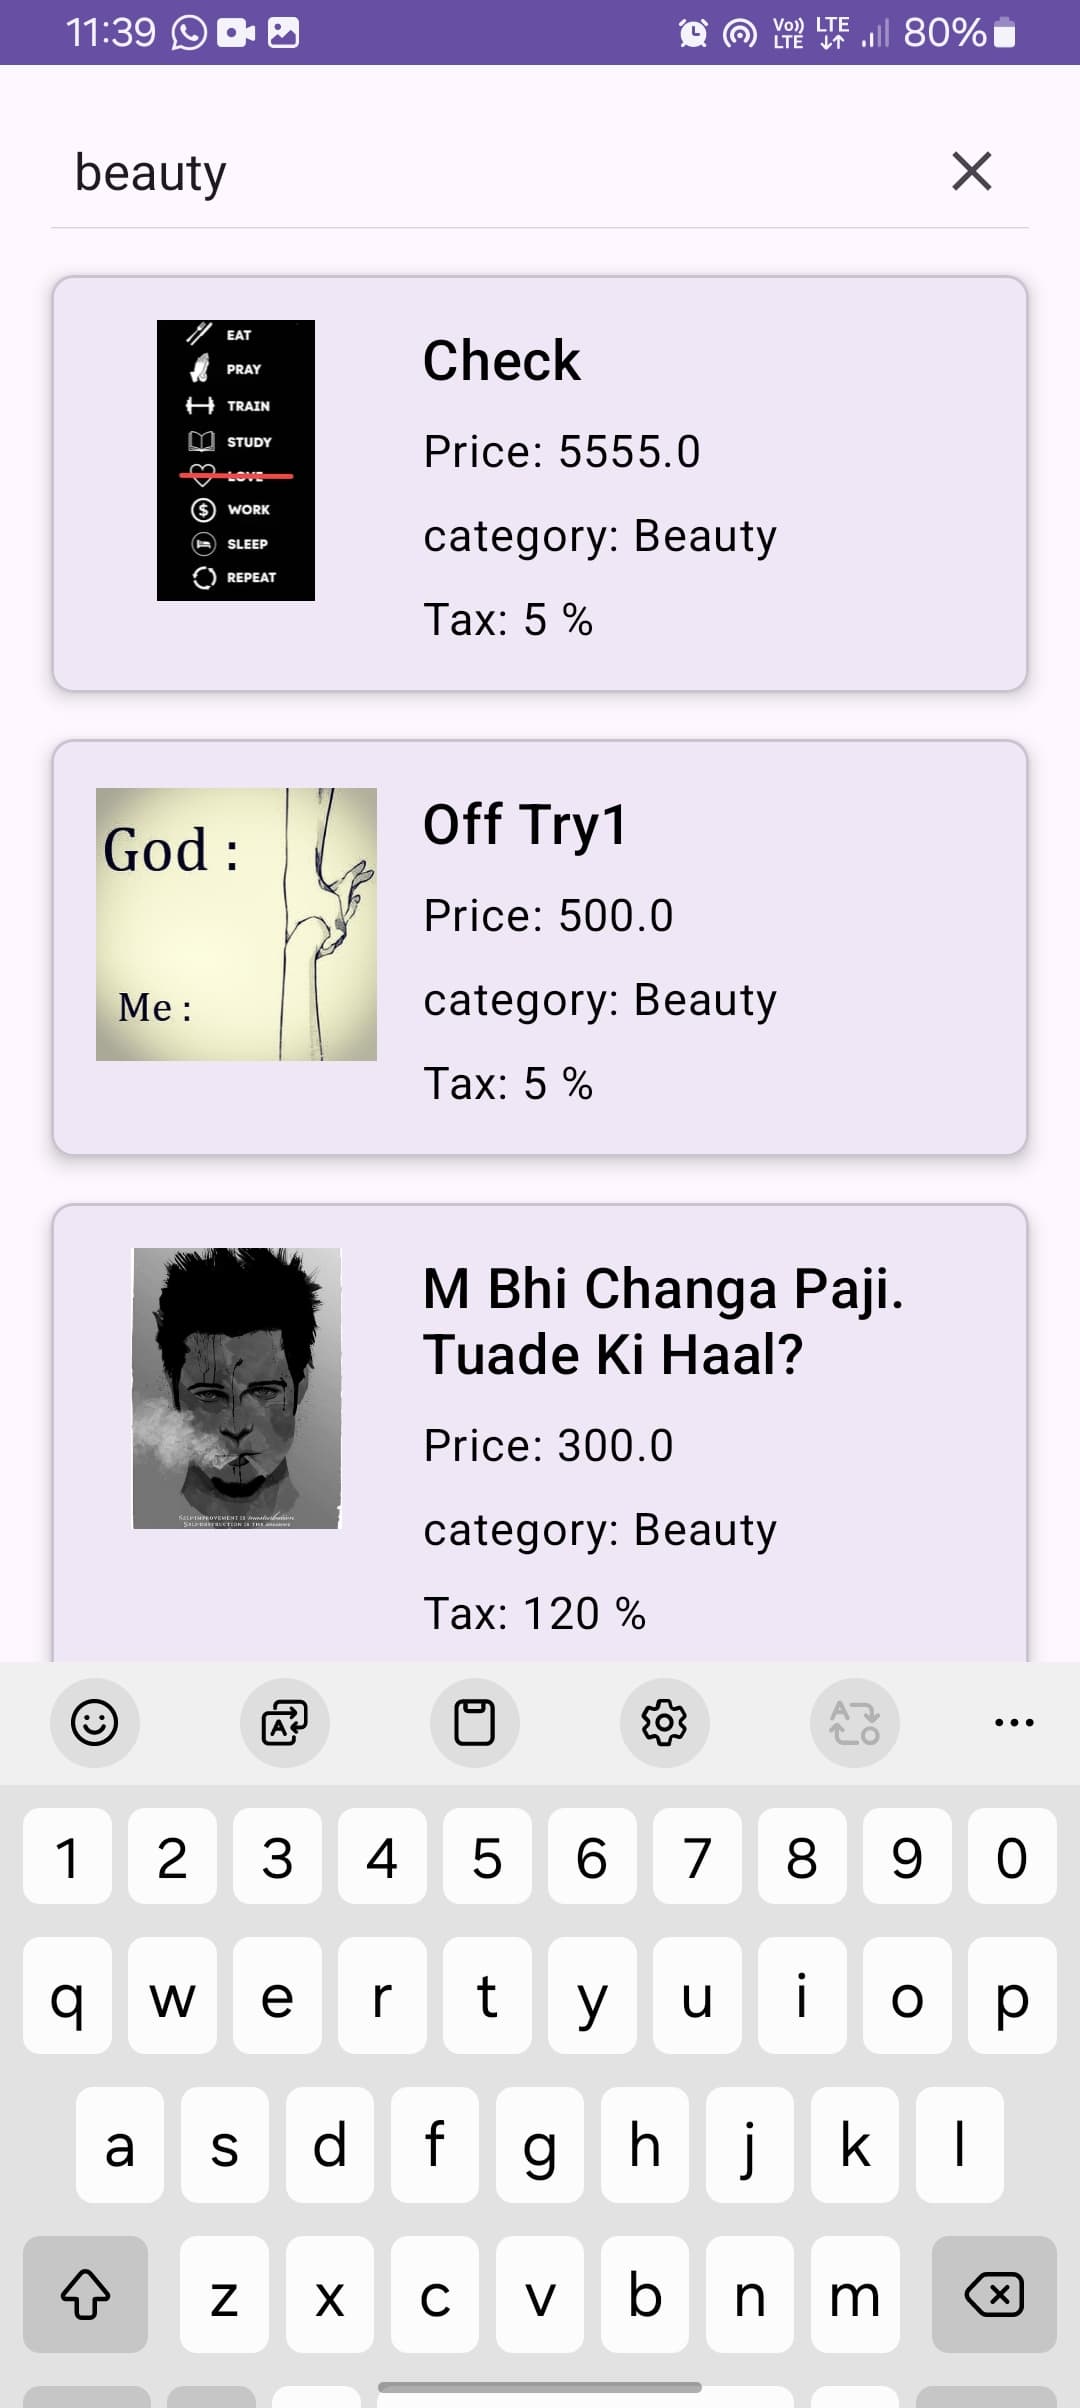 11:39 Vo)) LTE LTE 80%
beauty
EAT
PRAY
TRAIN
STUDY
LOVE
WORK
SLEEP
REPEAT
Check
Price: 5555.0
category: Beauty
Tax: 5 %
God :
Me :
Off Try1
Price: 500.0
category: Beauty
Tax: 5 %
M Bhi Changa Paji.
Tuade Ki Haal?
Price: 300.0
category: Beauty
Tax: 120 %
1 2 3 4 5 6 7 8 9 0
q w e r t y u i o p
a s d f g h j k l
z x c v b n m